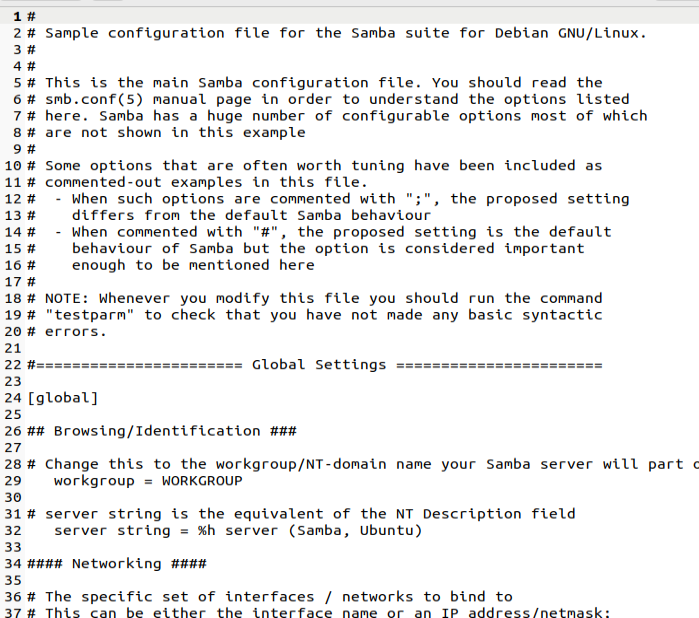 1 #
2 # Sample configuration file for the Samba suite for Debian GNU/Linux.
3 #
4 #
5 # This is the main Samba configuration file. You should read the
6 # smb.conf(5) manual page in order to understand the options listed
7 # here. Samba has a huge number of configurable options most of which
8 # are not shown in this example
9 #
10 # Some options that are often worth tuning have been included as
11 # commented-out examples in this file.
12 #  - When such options are commented with ";", the proposed setting
13 #    differs from the default Samba behaviour
14 #  - When commented with "#", the proposed setting is the default
15 #    behaviour of Samba but the option is considered important
16 #    enough to be mentioned here
17 #
18 # NOTE: Whenever you modify this file you should run the command
19 # "testparm" to check that you have not made any basic syntactic
20 # errors.
21
22 #======================= Global Settings =======================
23
24 [global]
25
26 ## Browsing/Identification ###
27
28 # Change this to the workgroup/NT-domain name your Samba server will part
29    workgroup = WORKGROUP
30
31 # server string is the equivalent of the NT Description field
32    server string = %h server (Samba, Ubuntu)
33
34 #### Networking ####
35
36 # The specific set of interfaces / networks to bind to
37 # This can be either the interface name or an IP address/netmask;